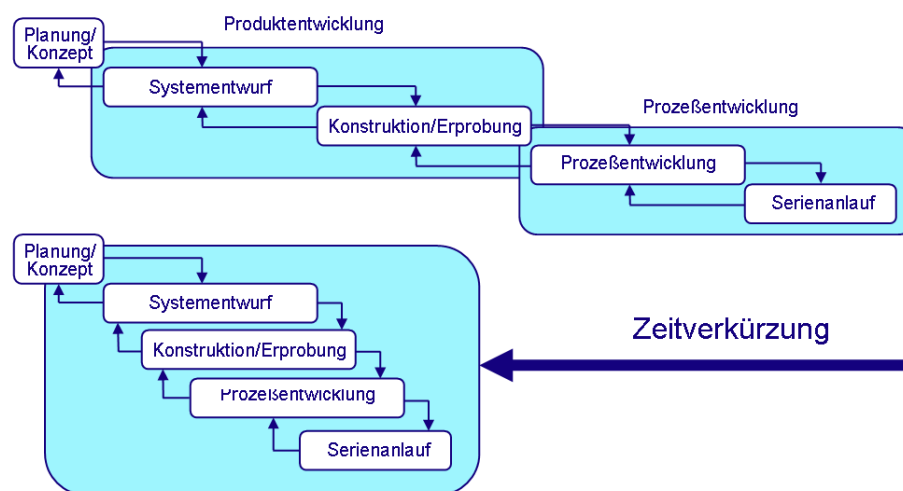 Produktentwicklung
Planung/
Konzept
Systementwurf
Konstruktion/Erprobung
Prozeßentwicklung
Prozeßentwicklung
Serienanlauf
Planung/
Konzept
Systementwurf
Konstruktion/Erprobung
Prozeßentwicklung
Serienanlauf
Zeitverkürzung